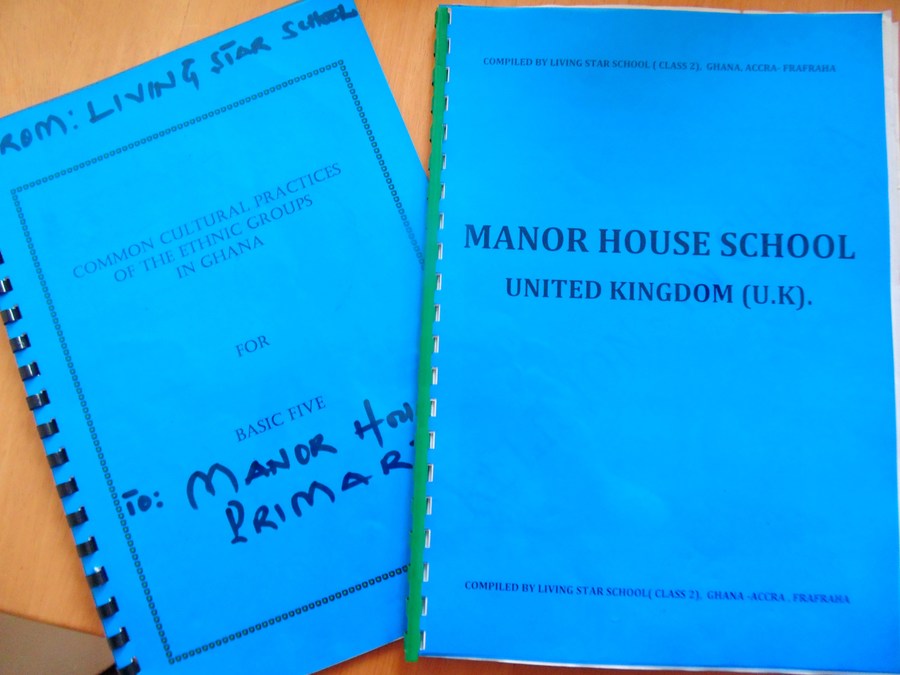 FROM: LIVING STAR SCHOOL
COMMON CULTURAL PRACTICES
OF THE ETHNIC GROUPS
IN GHANA
FOR
BASIC FIVE
TO: MANOR
PRIMAR
COMPILED BY LIVING STAR SCHOOL ( CLASS 2), GHANA, ACCRA- FRAFRAHA
MANOR HOUSE SCHOOL
UNITED KINGDOM (U.K).
COMPILED BY LIVING STAR SCHOOL( CLASS 2), GHANA -ACCRA , FRAFRAHA